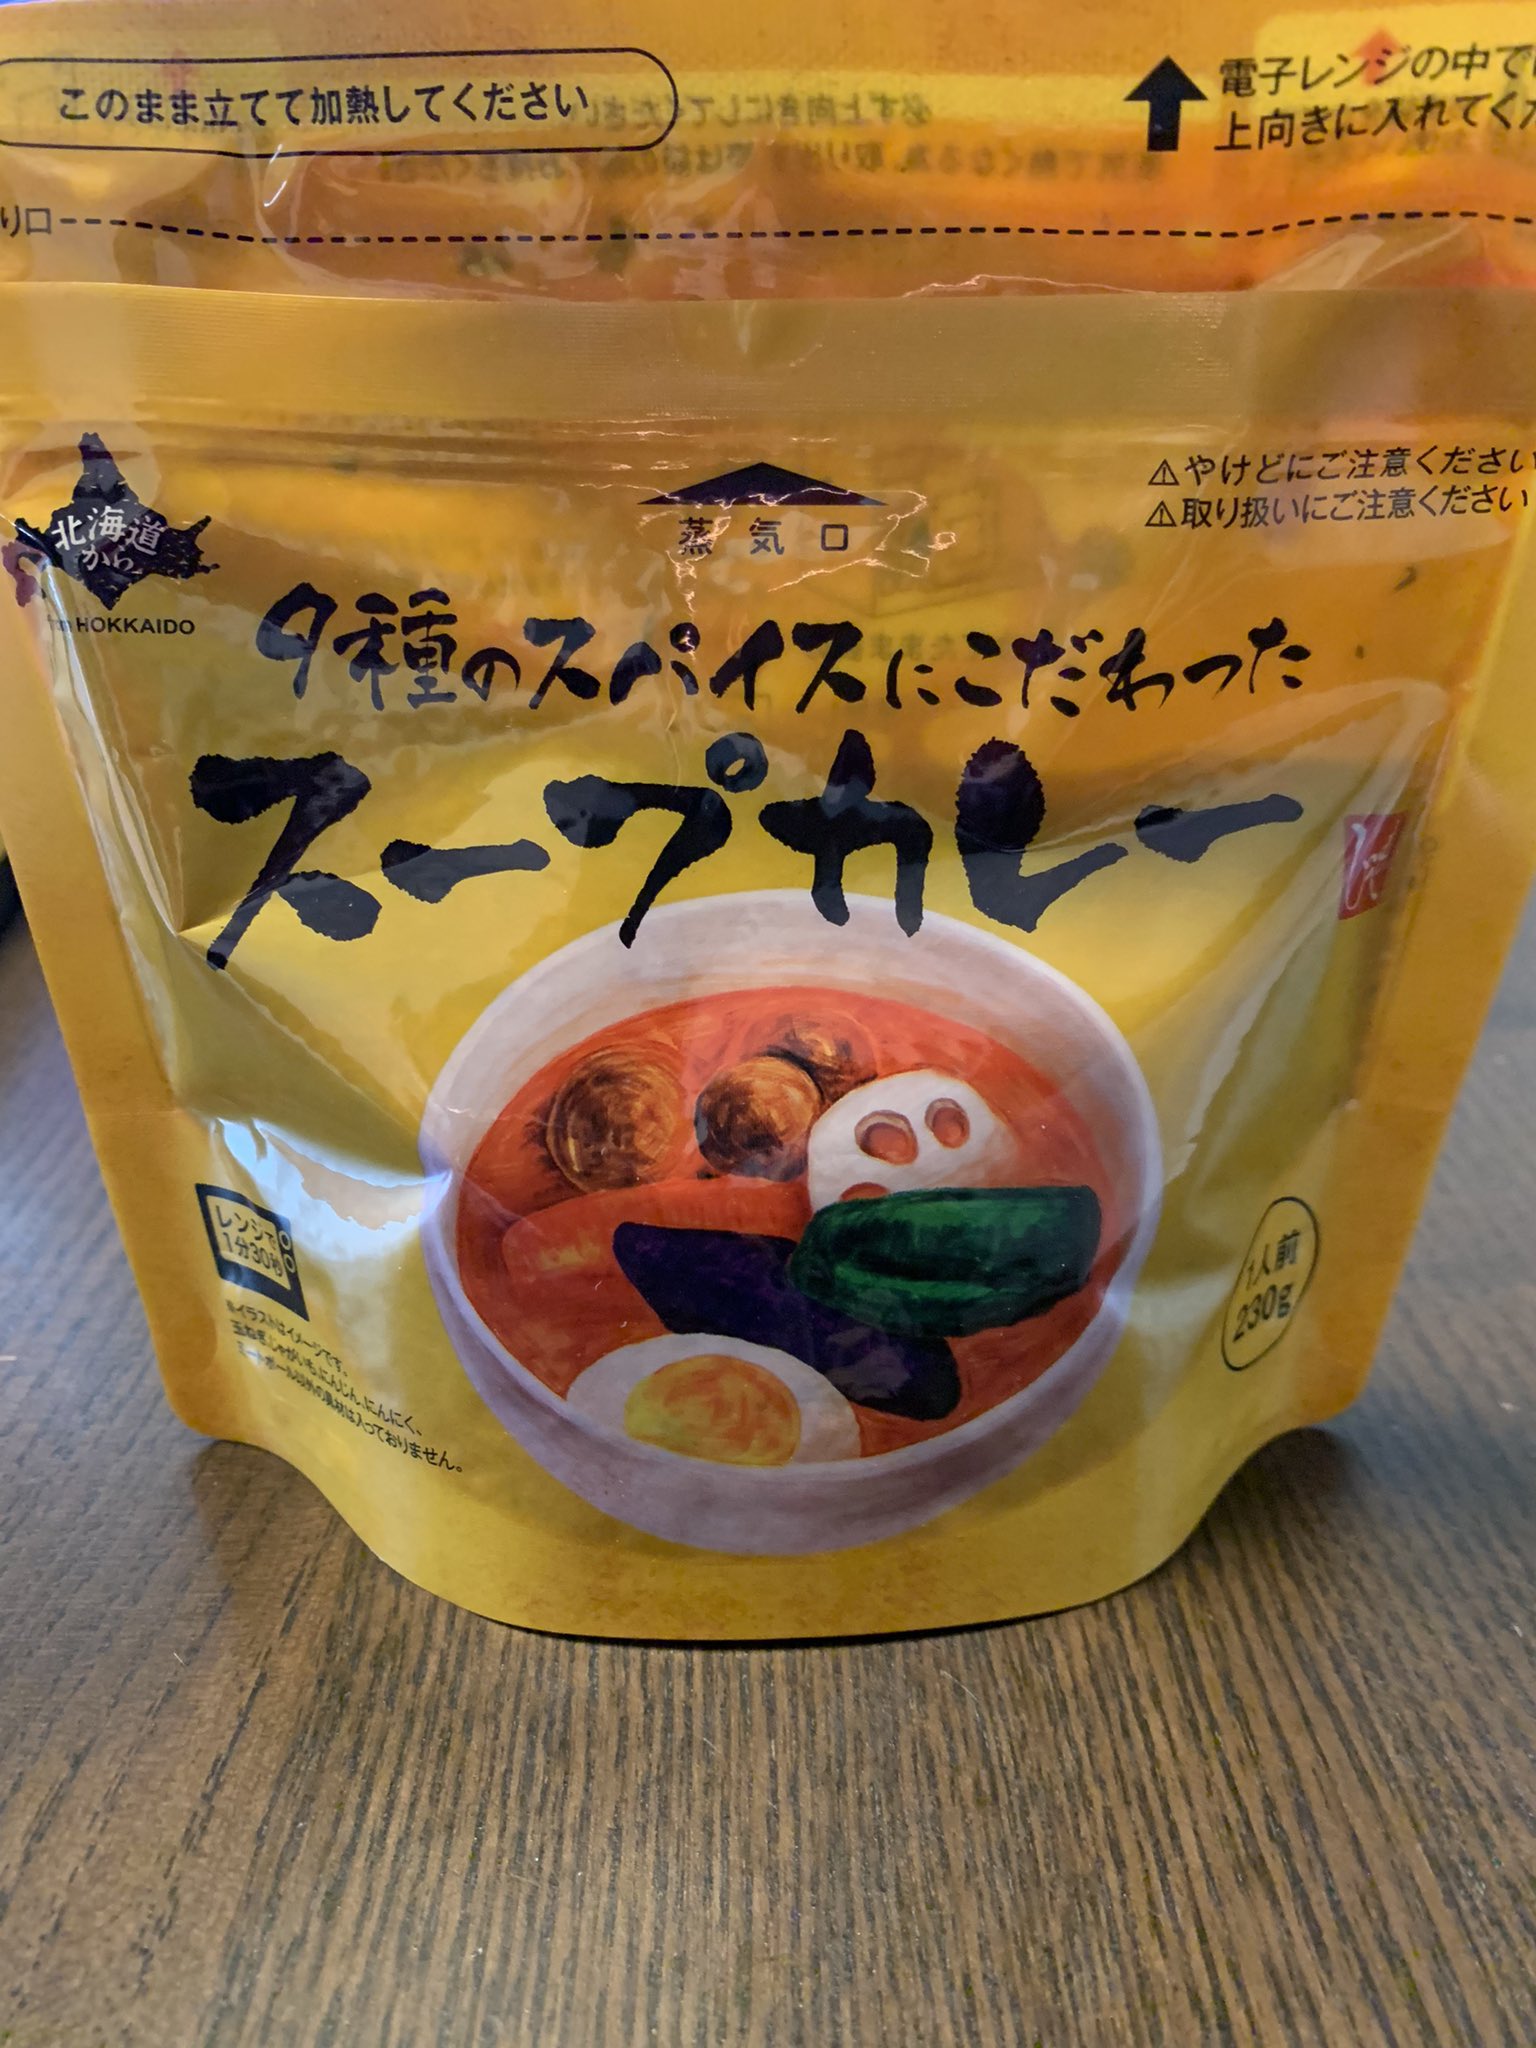 このまま立てて加熱してください
電子レンジの中で
上向きに入れてく
り口
北海道
から
from HOKKAIDO
蒸気口
⚠やけどにご注意ください
⚠取り扱いにご注意ください
9種のスパイスにこだわった
スープカレー
レンジで
1分30秒
※イラストはイメージです。
玉ねぎ、じゃがいも、にんじん、にんにく、
ミートボール以外の具材は入っておりません。
1人前
230g